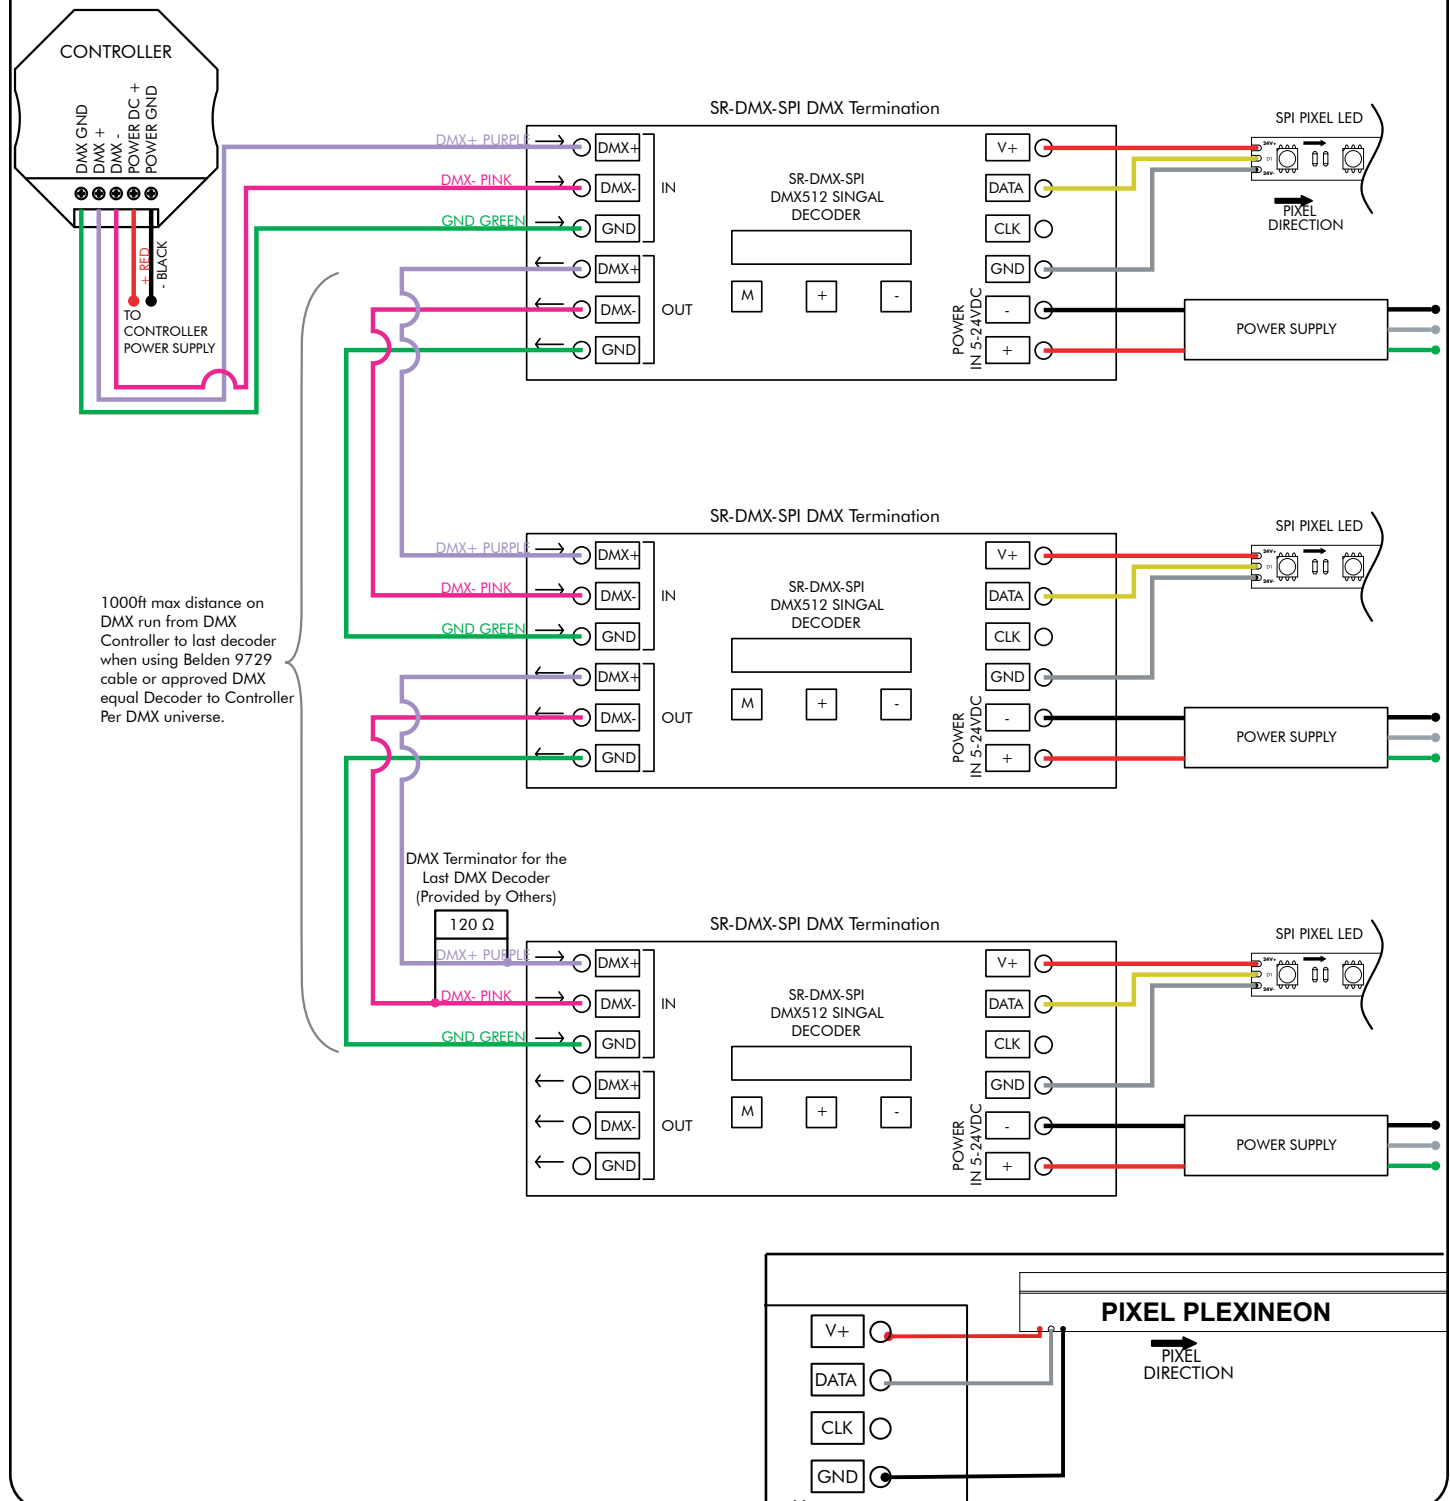 CONTROLLER
DMX GND
DMX +
DMX -
POWER DC +
POWER GND
+ RED
- BLACK
TO
CONTROLLER
POWER SUPPLY
SR-DMX-SPI DMX Termination
DMX+ PURPLE
DMX- PINK
GND GREEN
DMX+
DMX-
GND
IN
DMX+
DMX-
GND
OUT
SR-DMX-SPI
DMX512 SINGAL
DECODER
M
+
-
V+
DATA
CLK
GND
-
+
POWER
IN 5-24VDC
SPI PIXEL LED
24V+
D1
24V-
PIXEL
DIRECTION
POWER SUPPLY
1000ft max distance on
DMX run from DMX
Controller to last decoder
when using Belden 9729
cable or approved DMX
equal Decoder to Controller
Per DMX universe.
SR-DMX-SPI DMX Termination
DMX+ PURPLE
DMX- PINK
GND GREEN
DMX+
DMX-
GND
IN
DMX+
DMX-
GND
OUT
SR-DMX-SPI
DMX512 SINGAL
DECODER
M
+
-
V+
DATA
CLK
GND
-
+
POWER
IN 5-24VDC
SPI PIXEL LED
24V+
D1
24V-
POWER SUPPLY
DMX Terminator for the
Last DMX Decoder
(Provided by Others)
120 Ω
SR-DMX-SPI DMX Termination
DMX+ PURPLE
DMX- PINK
GND GREEN
DMX+
DMX-
GND
IN
DMX+
DMX-
GND
OUT
SR-DMX-SPI
DMX512 SINGAL
DECODER
M
+
-
V+
DATA
CLK
GND
-
+
POWER
IN 5-24VDC
SPI PIXEL LED
24V+
D1
24V-
POWER SUPPLY
V+
DATA
CLK
GND
PIXEL PLEXINEON
PIXEL
DIRECTION